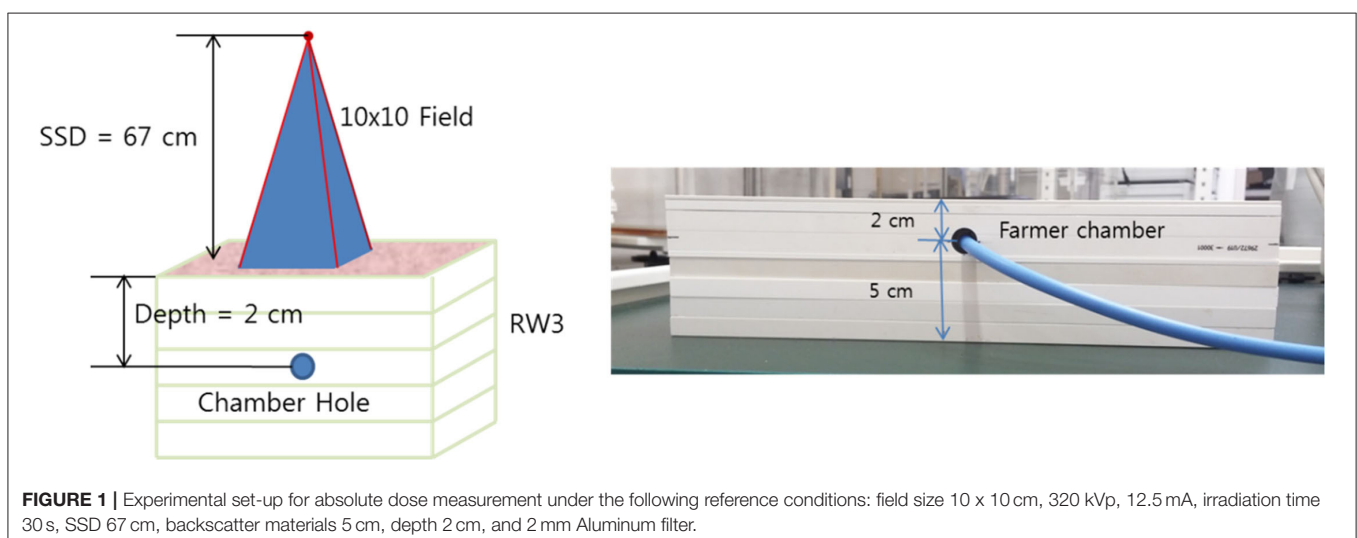 SSD = 67 cm
10x10 Field
Depth = 2 cm
RW3
Chamber Hole
2 cm
Farmer chamber
5 cm
FIGURE 1 | Experimental set-up for absolute dose measurement under the following reference conditions: field size 10 x 10 cm, 320 kVp, 12.5 mA, irradiation time
30 s, SSD 67 cm, backscatter materials 5 cm, depth 2 cm, and 2 mm Aluminum filter.